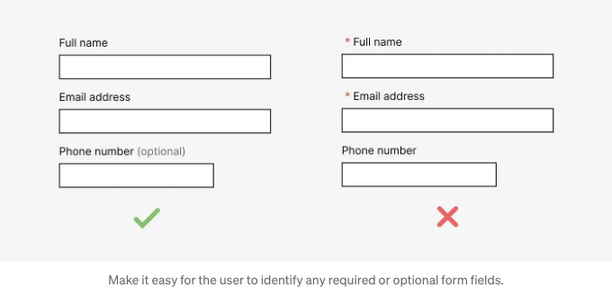 Full name
Email address
Phone number (optional)
* Full name
* Email address
Phone number
Make it easy for the user to identify any required or optional form fields.